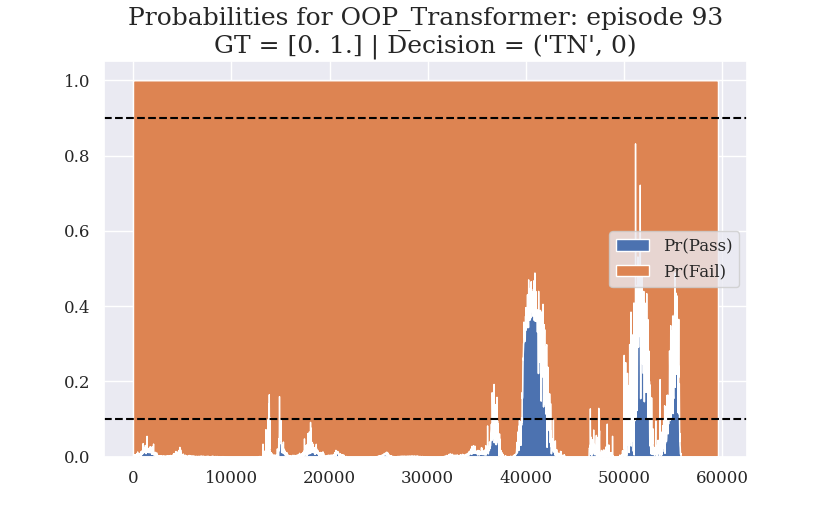 Probabilities for OOP_Transformer: episode 93
GT = [0. 1.] | Decision = ('TN', 0)
1.0
0.8
0.6
0.4
0.2
0.0
Pr(Pass)
Pr(Fail)
0 10000 20000 30000 40000 50000 60000